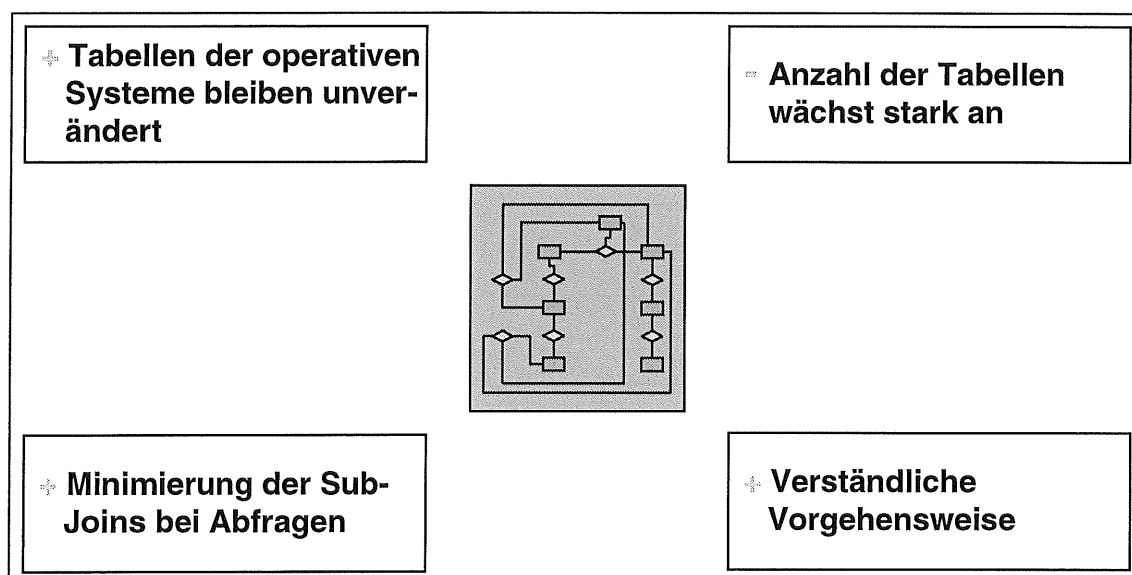 + Tabellen der operativen
Systeme bleiben unver-
ändert
- Anzahl der Tabellen
wächst stark an
+ Minimierung der Sub-
Joins bei Abfragen
+ Verständliche
Vorgehensweise